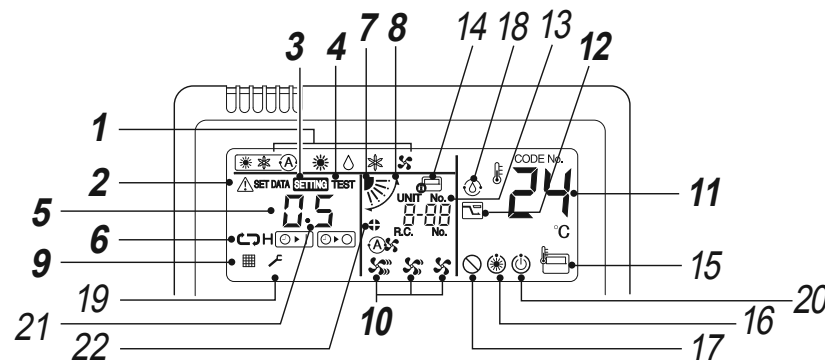 3 4 7 8 14 18 13 12
1
A
CODE No.
2 SET DATA SETTING TEST
UNIT No.
24 11
5 0.5
8-88
R.C. No.
°C
6 H
A
9
15
19
10
20
21
16
22
17